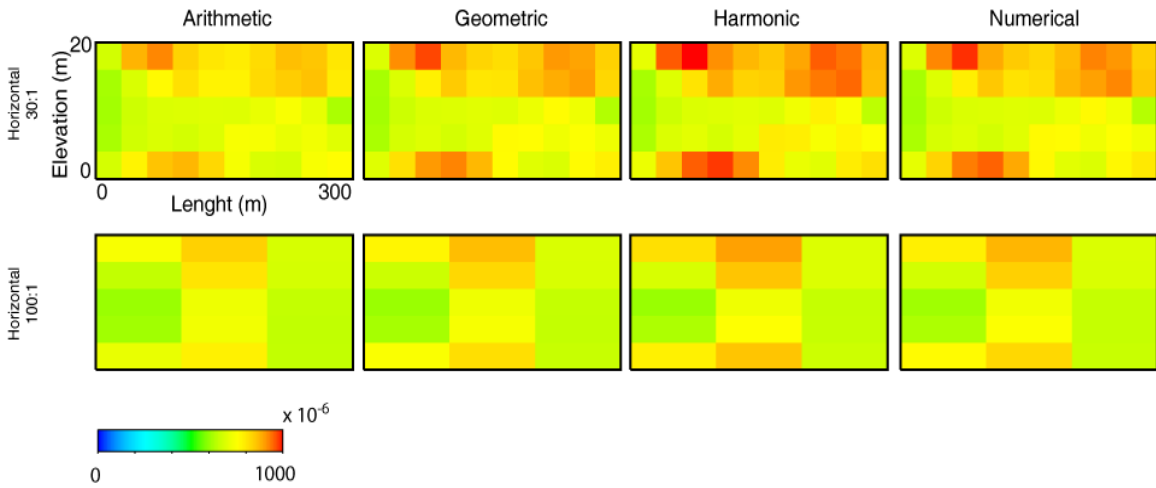 Arithmetic Geometric Harmonic Numerical
Horizontal
30:1
Elevation (m)
20
0
0 300
Lenght (m)
Horizontal
100:1
x 10-6
0 1000